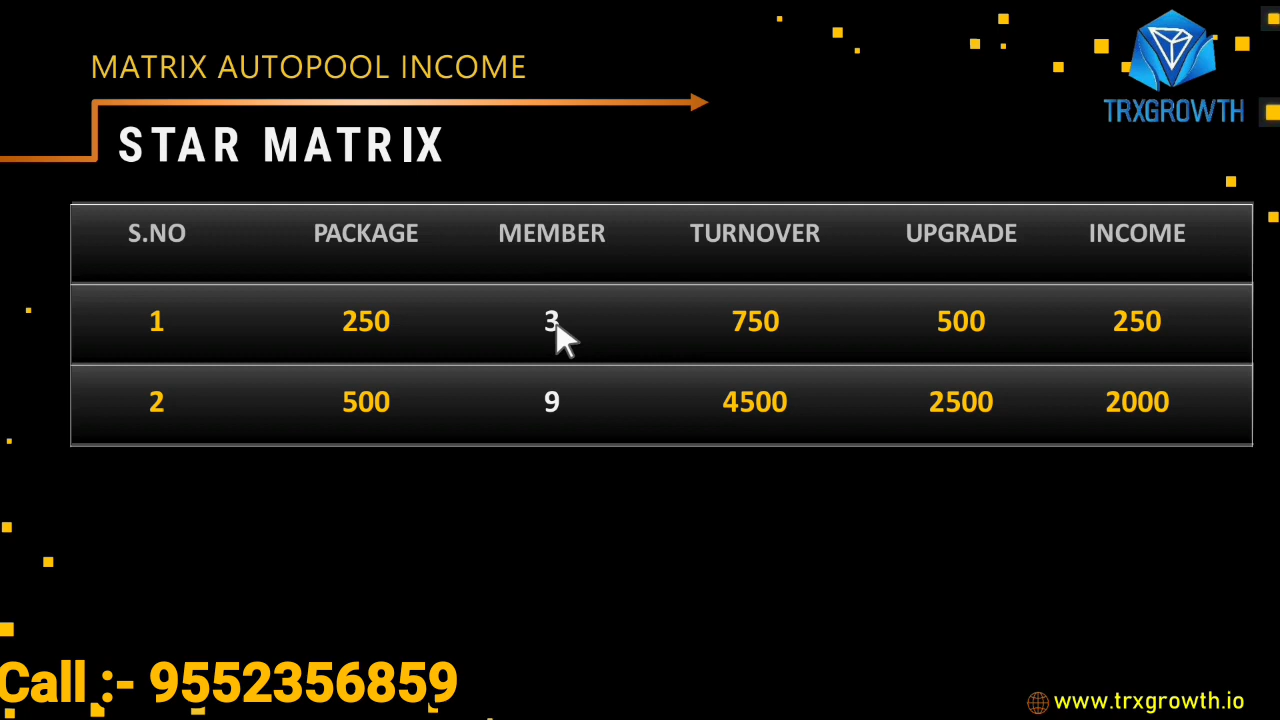 MATRIX AUTOPOOL INCOME
STAR MATRIX
TRXGROWTH
S.NO PACKAGE MEMBER TURNOVER UPGRADE INCOME
1 250 3 750 500 250
2 500 9 4500 2500 2000
Call :- 9552356859
www.trxgrowth.io